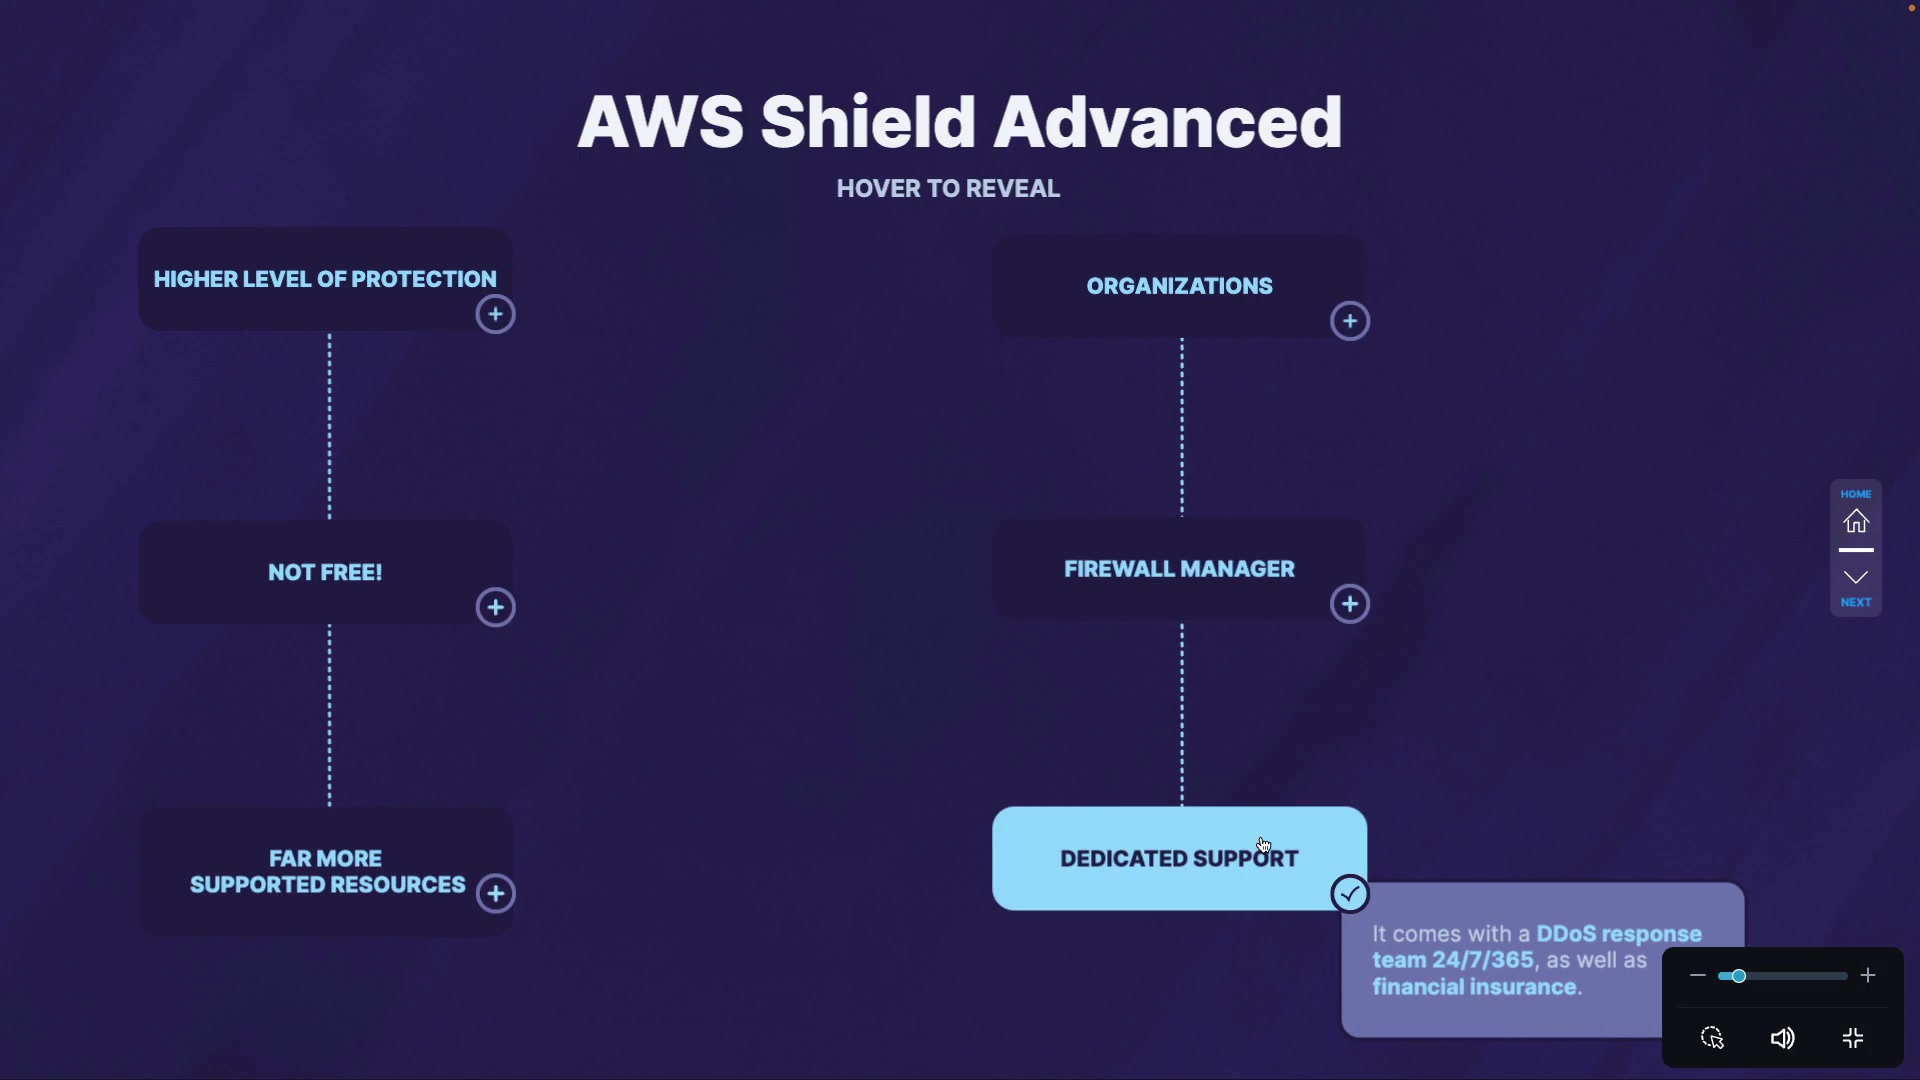 AWS Shield Advanced
HOVER TO REVEAL
HIGHER LEVEL OF PROTECTION
NOT FREE!
FAR MORE
SUPPORTED RESOURCES
ORGANIZATIONS
FIREWALL MANAGER
DEDICATED SUPPORT
It comes with a DDoS response
team 24/7/365, as well as
financial insurance.
HOME
NEXT